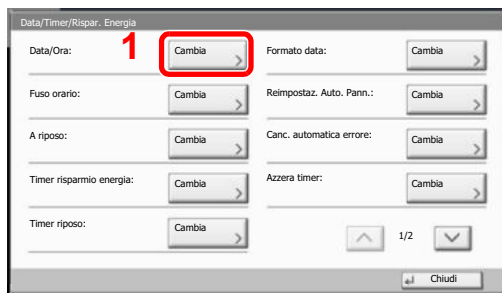 Data/Timer/Rispar. Energia
Data/Ora:
1
Cambia
Formato data:
Cambia
Fuso orario:
Cambia
Reimpostaz. Auto. Pann.:
Cambia
A riposo:
Cambia
Canc. automatica errore:
Cambia
Timer risparmio energia:
Cambia
Azzera timer:
Cambia
Timer riposo:
Cambia
1/2
Chiudi